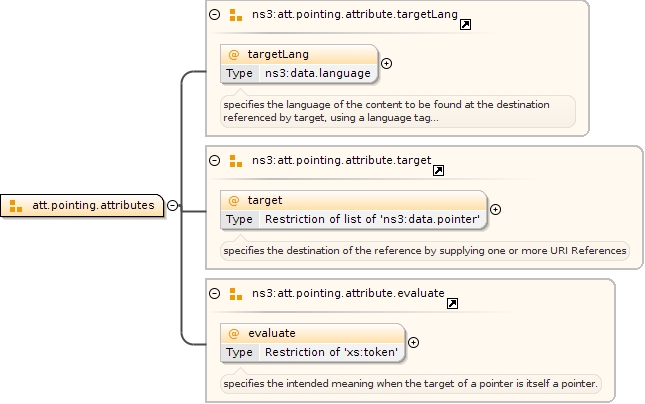 ns3:att.pointing.attribute.targetLang
@ targetLang
Type ns3:data.language
specifies the language of the content to be found at the destination
referenced by target, using a language tag...
ns3:att.pointing.attribute.target
@ target
Type Restriction of list of 'ns3:data.pointer'
specifies the destination of the reference by supplying one or more URI References
att.pointing.attributes
ns3:att.pointing.attribute.evaluate
@ evaluate
Type Restriction of 'xs:token'
specifies the intended meaning when the target of a pointer is itself a pointer.